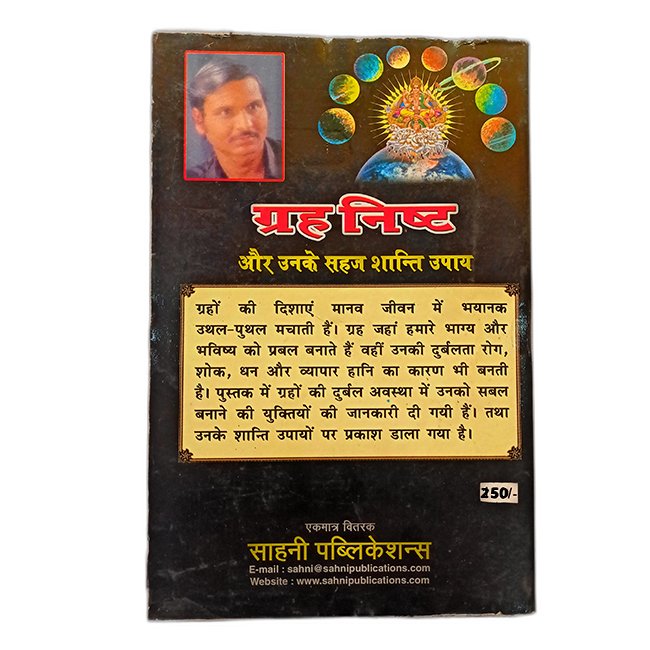 ग्रह निष्ट
और उनके सहज शान्ति उपाय
ग्रहों की दिशाएं मानव जीवन में भयानक
उथल-पुथल मचाती हैं। ग्रह जहां हमारे भाग्य और
भविष्य को प्रबल बनाते हैं वहीं उनकी दुर्बलता रोग,
शोक, धन और व्यापार हानि का कारण भी बनती
है। पुस्तक में ग्रहों की दुर्बल अवस्था में उनको सबल
बनाने की युक्तियों की जानकारी दी गयी हैं। तथा
उनके शान्ति उपायों पर प्रकाश डाला गया है।
250/-
एकमात्र वितरक
साहनी पब्लिकेशन्स
E-mail : sahni@sahnipublications.com
Website : www.sahnipublications.com